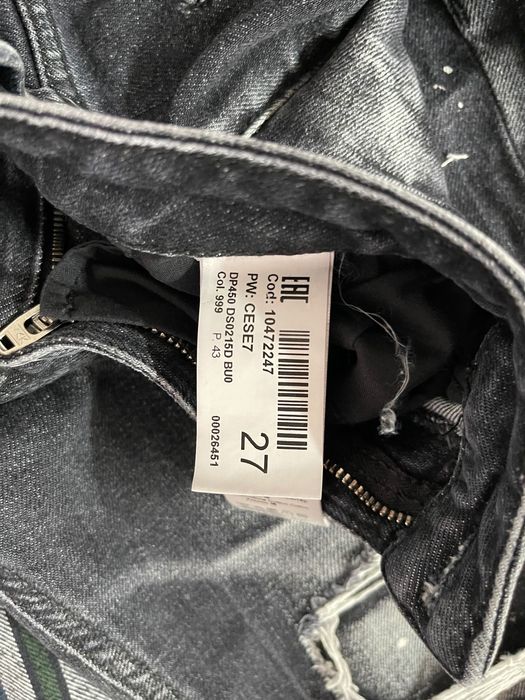 EAC
Cod: 10472247
PW: CESE7
27
DP450 DS0215D BU0
Col. 999 P. 43 00026451